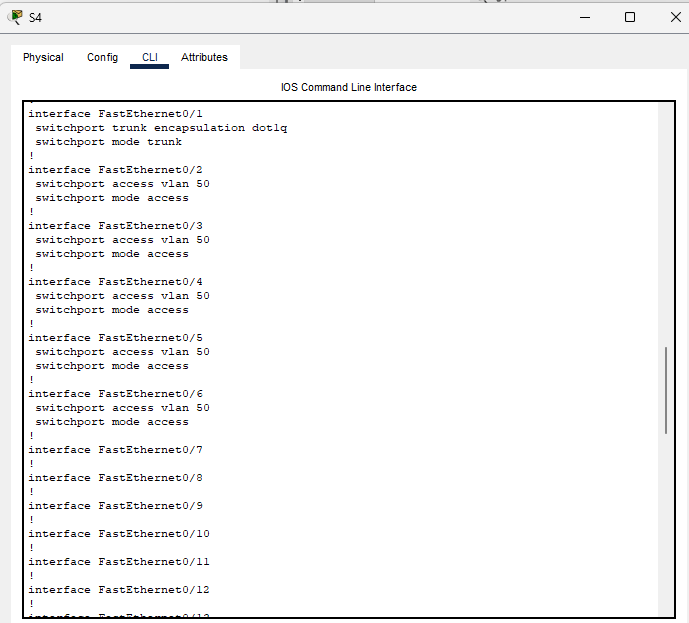 S4
Physical Config CLI Attributes
IOS Command Line Interface
!
interface FastEthernet0/1
switchport trunk encapsulation dot1q
switchport mode trunk
!
interface FastEthernet0/2
switchport access vlan 50
switchport mode access
!
interface FastEthernet0/3
switchport access vlan 50
switchport mode access
!
interface FastEthernet0/4
switchport access vlan 50
switchport mode access
!
interface FastEthernet0/5
switchport access vlan 50
switchport mode access
!
interface FastEthernet0/6
switchport access vlan 50
switchport mode access
!
interface FastEthernet0/7
!
interface FastEthernet0/8
!
interface FastEthernet0/9
!
interface FastEthernet0/10
!
interface FastEthernet0/11
!
interface FastEthernet0/12
!